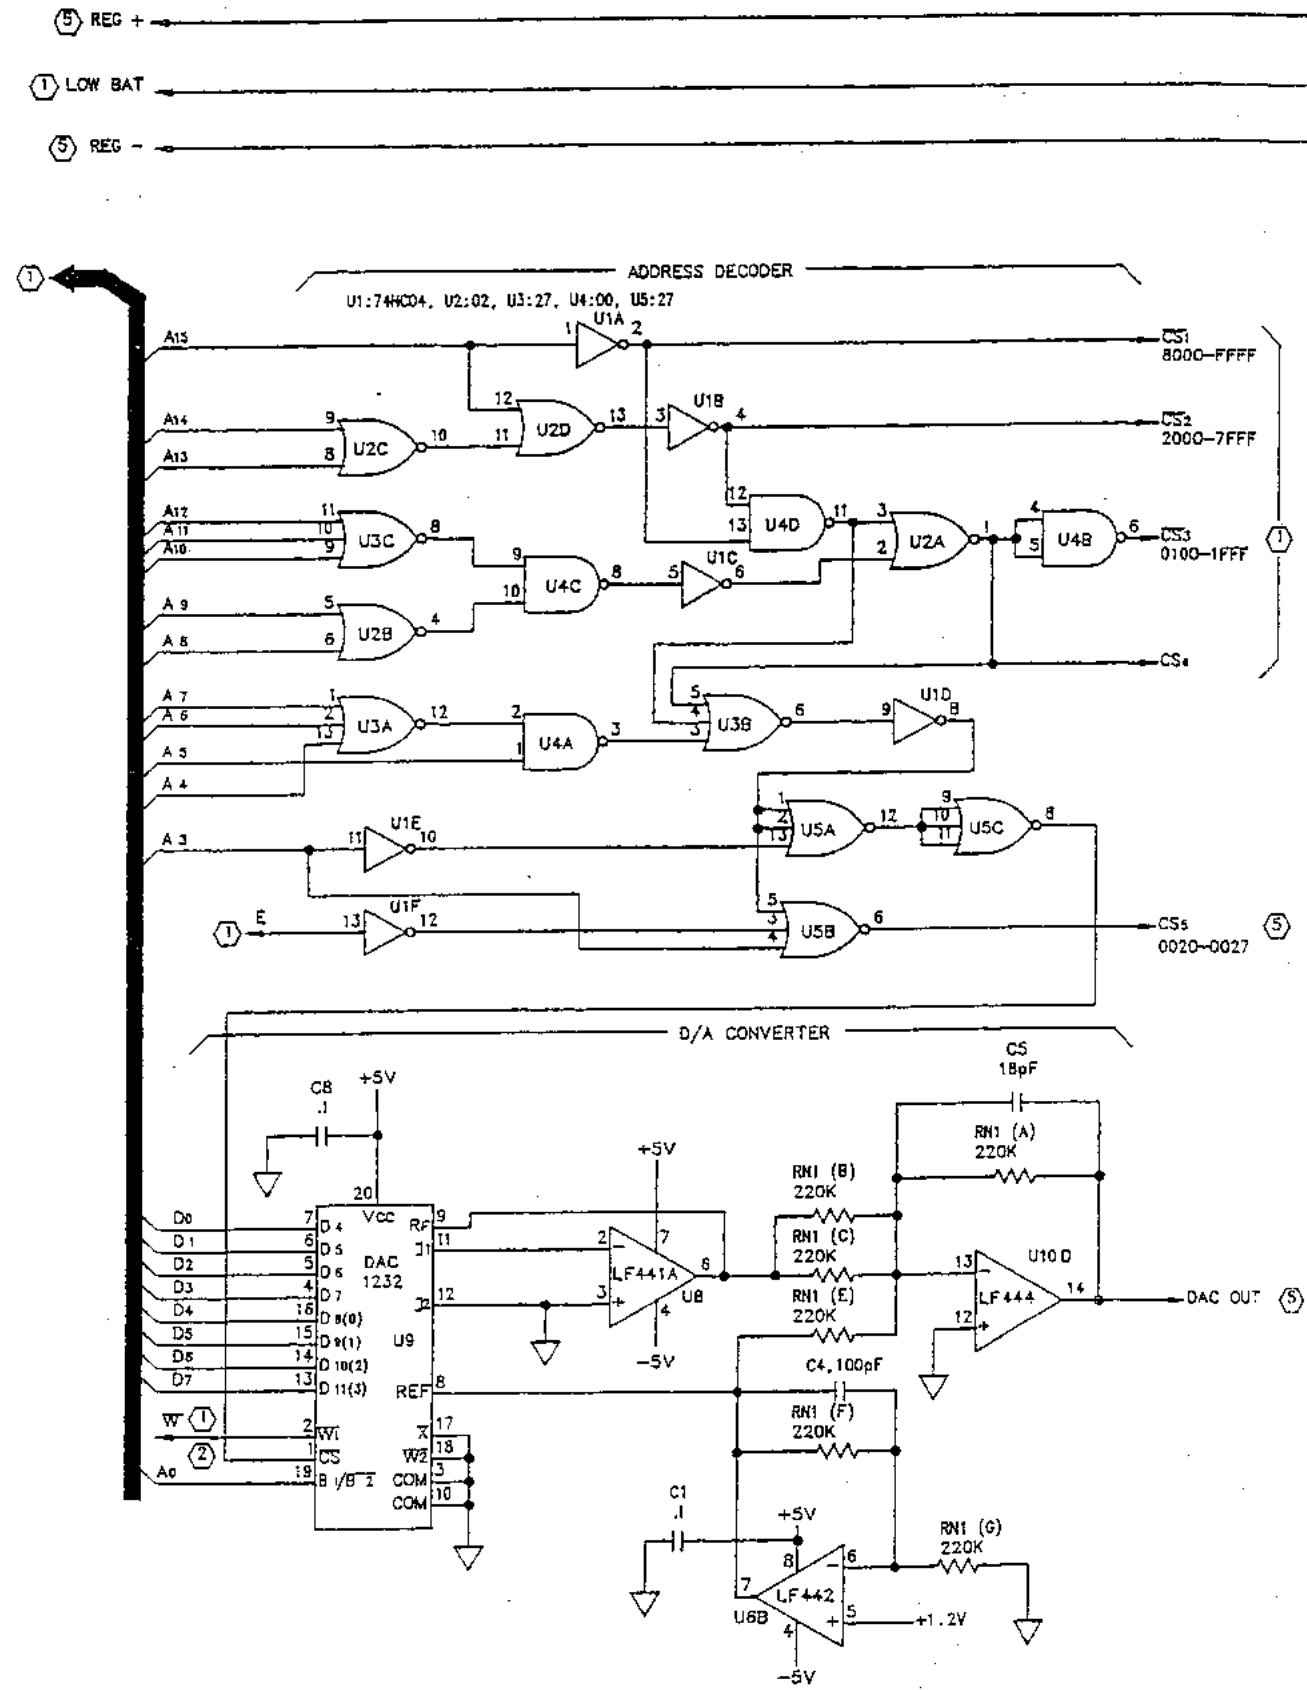 5 REG +
1 LOW BAT
5 REG -
1
ADDRESS DECODER
U1:74HC04, U2:02, U3:27, U4:00, U5:27
A15
1 U1A 2
CS1
8000-FFFF
A14
A13
9
8
U2C
10
12
11
U2D
13
3 U1B 4
CS2
2000-7FFF
A12
A11
A10
11
10
9
U3C
8
12
13
U4D
11
3
2
U2A
1
4
5
U4B
6
CS3
0100-1FFF
1
A9
A8
5
6
U2B
4
9
10
U4C
8
5 U1C 6
CS4
A7
A6
A5
A4
1
2
13
U3A
12
2
1
U4A
3
5
4
3
U3B
6
9 U1D 8
A3
11 U1E 10
1
2
13
U5A
12
9
10
11
U5C
8
1 E
13 U1F 12
5
3
4
U5B
6
CS5
0020-0027
5
D/A CONVERTER
C8
.1
+5V
C5
18pF
RN1 (A)
220K
+5V
RN1 (B)
220K
RN1 (C)
220K
RN1 (E)
220K
20
Vcc
DAC
1232
U9
D0 7 D4
D1 6 D5
D2 5 D6
D3 4 D7
D4 16 D8(0)
D5 15 D9(1)
D6 14 D10(2)
D7 13 D11(3)
W 1 2 W1
2 1 CS
A0 19 B1/B2
RF 9
I1 11
I2 12
REF 8
X 17
W2 18
COM 3
COM 10
2
3
7
4
LF441A
6
U8
-5V
13
12
U10D
LF444
14
DAC OUT 5
C4,100pF
RN1 (F)
220K
C1
.1
+5V
RN1 (G)
220K
8
6
7
LF442
U6B
5
4
+1.2V
-5V